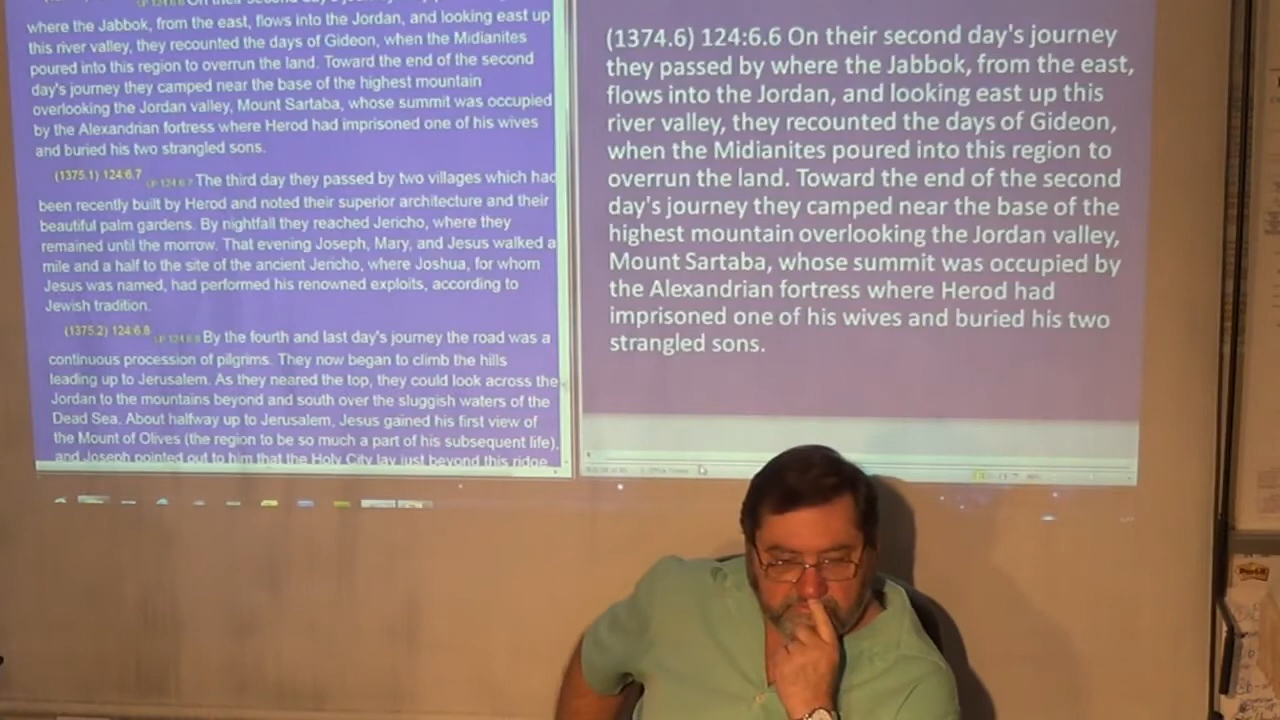 where the Jabbok, from the east, flows into the Jordan, and looking east up
this river valley, they recounted the days of Gideon, when the Midianites
poured into this region to overrun the land. Toward the end of the second
day's journey they camped near the base of the highest mountain
overlooking the Jordan valley, Mount Sartaba, whose summit was occupied
by the Alexandrian fortress where Herod had imprisoned one of his wives
and buried his two strangled sons.
(1375.1) 124:6.7 The third day they passed by two villages which had
been recently built by Herod and noted their superior architecture and their
beautiful palm gardens. By nightfall they reached Jericho, where they
remained until the morrow. That evening Joseph, Mary, and Jesus walked a
mile and a half to the site of the ancient Jericho, where Joshua, for whom
Jesus was named, had performed his renowned exploits, according to
Jewish tradition.
(1375.2) 124:6.8 By the fourth and last day's journey the road was a
continuous procession of pilgrims. They now began to climb the hills
leading up to Jerusalem. As they neared the top, they could look across the
Jordan to the mountains beyond and south over the sluggish waters of the
Dead Sea. About halfway up to Jerusalem, Jesus gained his first view of
the Mount of Olives (the region to be so much a part of his subsequent life),
and Joseph pointed out to him that the Holy City lay just beyond this ridge
(1374.6) 124:6.6 On their second day's journey
they passed by where the Jabbok, from the east,
flows into the Jordan, and looking east up this
river valley, they recounted the days of Gideon,
when the Midianites poured into this region to
overrun the land. Toward the end of the second
day's journey they camped near the base of the
highest mountain overlooking the Jordan valley,
Mount Sartaba, whose summit was occupied by
the Alexandrian fortress where Herod had
imprisoned one of his wives and buried his two
strangled sons.
Post-it